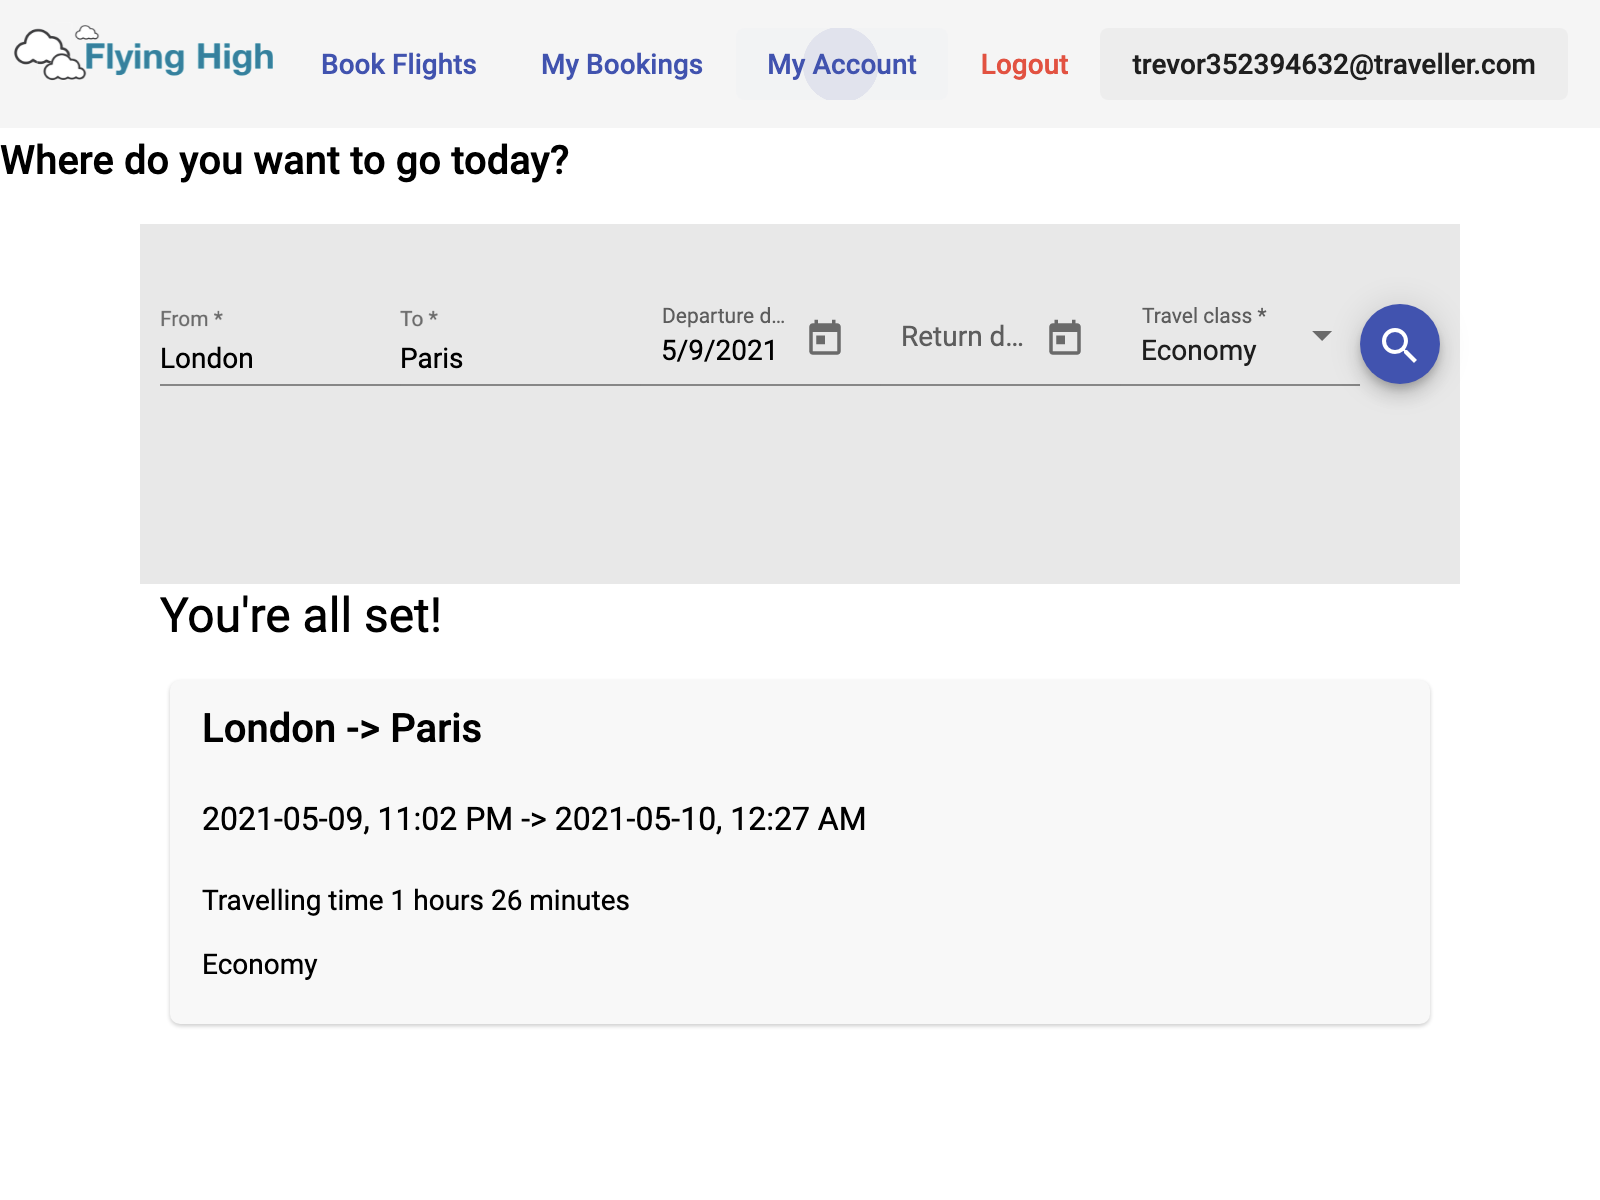 Flying High
Book Flights
My Bookings
My Account
Logout
trevor352394632@traveller.com
Where do you want to go today?
From *
London
To *
Paris
Departure d...
5/9/2021
Return d...
Travel class *
Economy
You're all set!
London -> Paris
2021-05-09, 11:02 PM -> 2021-05-10, 12:27 AM
Travelling time 1 hours 26 minutes
Economy